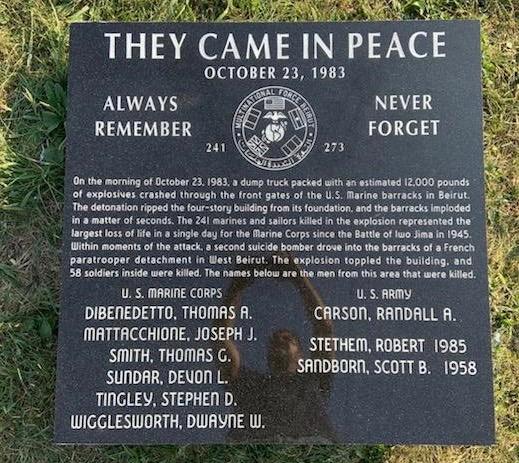 THEY CAME IN PEACE
OCTOBER 23, 1983
ALWAYS
REMEMBER
NEVER
FORGET
MULTINATIONAL FORCE BEIRUT
241
273
On the morning of October 23, 1983, a dump truck packed with an estimated 12,000 pounds
of explosives crashed through the front gates of the U.S. Marine barracks in Beirut.
The detonation ripped the four-story building from its foundation, and the barracks imploded
in a matter of seconds. The 241 marines and sailors killed in the explosion represented the
largest loss of life in a single day for the Marine Corps since the Battle of Iwo Jima in 1945.
Within moments of the attack, a second suicide bomber drove into the barracks of a French
paratrooper detachment in West Beirut. The explosion toppled the building, and
58 soldiers inside were killed. The names below are the men from this area that were killed.
U. S. MARINE CORPS
DIBENEDETTO, THOMAS A.
MATTACCHIONE, JOSEPH J.
SMITH, THOMAS G.
SUNDAR, DEVON L.
TINGLEY, STEPHEN D.
WIGGLESWORTH, DWAYNE W.
U. S. ARMY
CARSON, RANDALL A.
STETHEM, ROBERT 1985
SANDBORN, SCOTT B. 1958